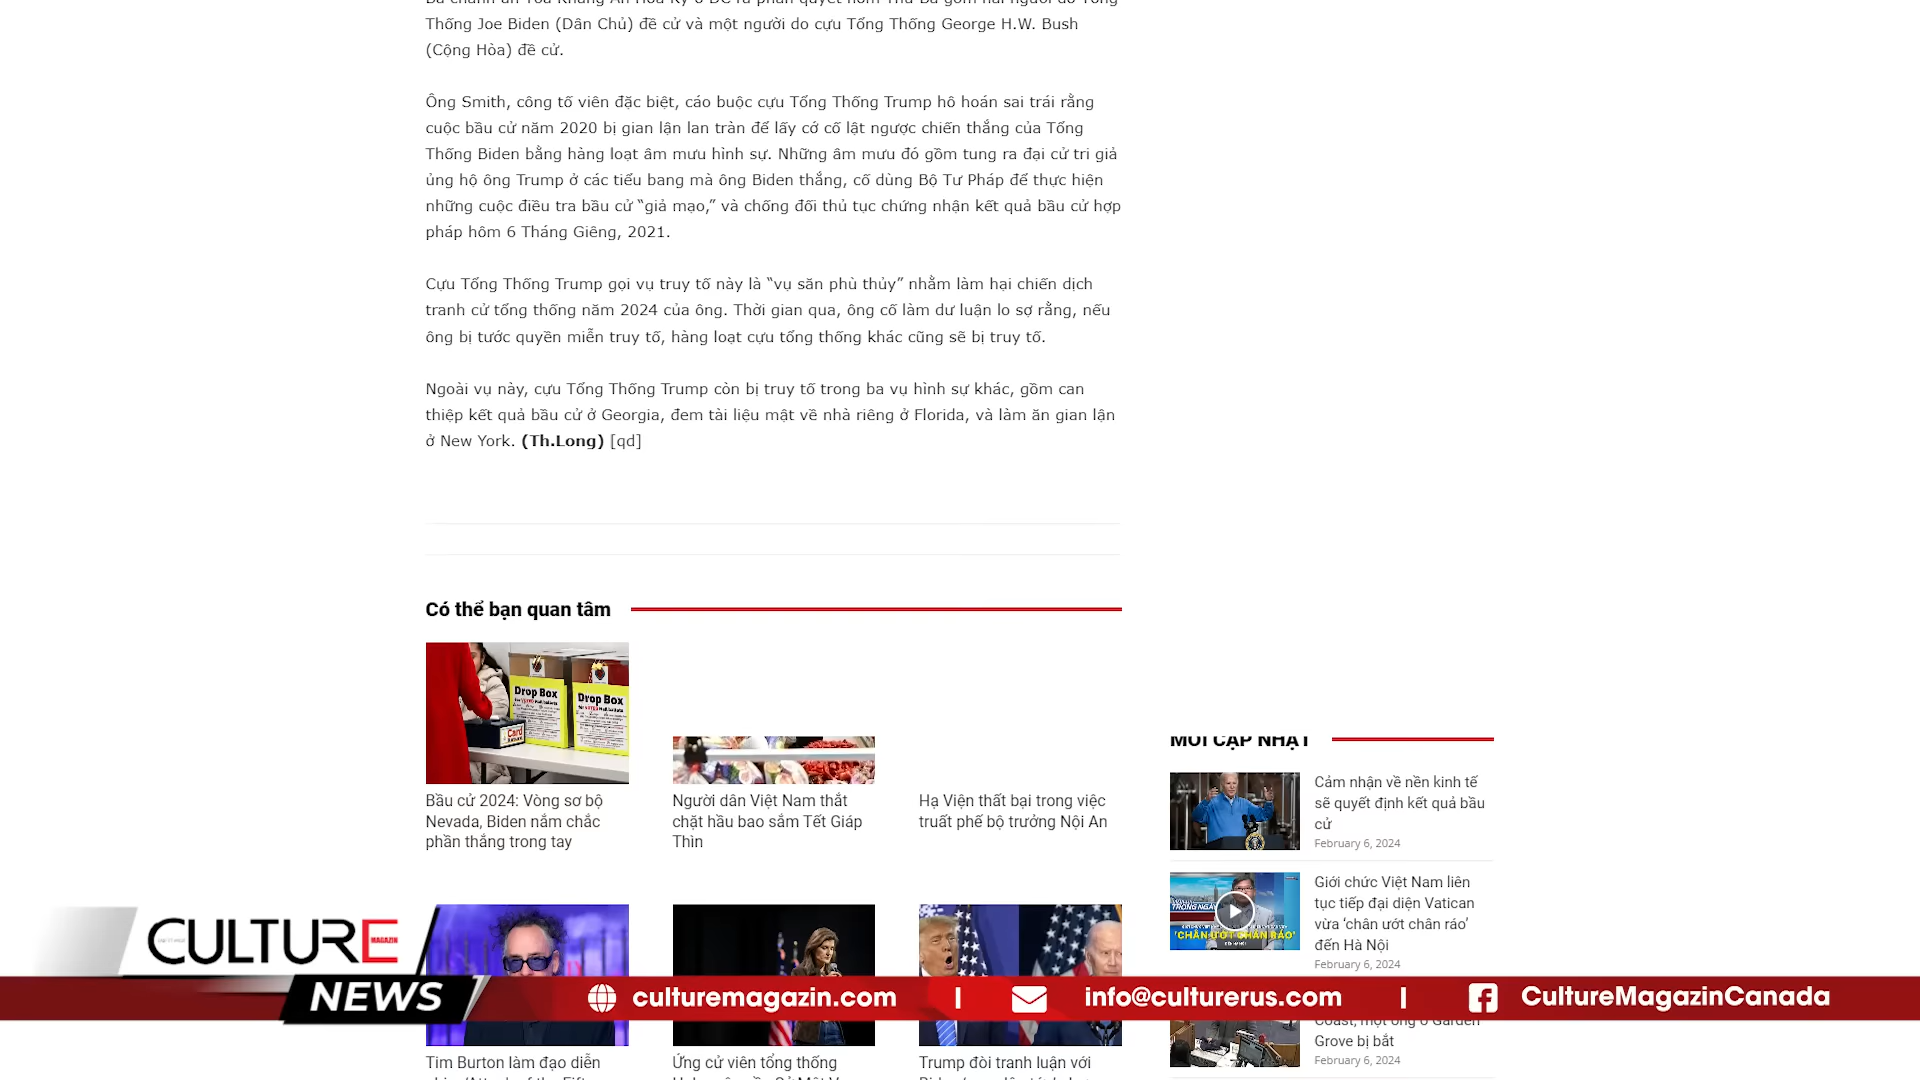 Thống Joe Biden (Dân Chủ) đề cử và một người do cựu Tổng Thống George H.W. Bush
(Cộng Hòa) đề cử.
Ông Smith, công tố viên đặc biệt, cáo buộc cựu Tổng Thống Trump hô hoán sai trái rằng
cuộc bầu cử năm 2020 bị gian lận lan tràn để lấy cớ cố lật ngược chiến thắng của Tổng
Thống Biden bằng hàng loạt âm mưu hình sự. Những âm mưu đó gồm tung ra đại cử tri giả
ủng hộ ông Trump ở các tiểu bang mà ông Biden thắng, cố dùng Bộ Tư Pháp để thực hiện
những cuộc điều tra bầu cử “giả mạo,” và chống đối thủ tục chứng nhận kết quả bầu cử hợp
pháp hôm 6 Tháng Giêng, 2021.
Cựu Tổng Thống Trump gọi vụ truy tố này là “vụ săn phù thủy” nhằm làm hại chiến dịch
tranh cử tổng thống năm 2024 của ông. Thời gian qua, ông cố làm dư luận lo sợ rằng, nếu
ông bị tước quyền miễn truy tố, hàng loạt cựu tổng thống khác cũng sẽ bị truy tố.
Ngoài vụ này, cựu Tổng Thống Trump còn bị truy tố trong ba vụ hình sự khác, gồm can
thiệp kết quả bầu cử ở Georgia, đem tài liệu mật về nhà riêng ở Florida, và làm ăn gian lận
ở New York. (Th.Long) [qd]
Có thể bạn quan tâm
Drop Box
Drop Box
Bầu cử 2024: Vòng sơ bộ
Nevada, Biden nắm chắc
phần thắng trong tay
Người dân Việt Nam thắt
chặt hầu bao sắm Tết Giáp
Thìn
Hạ Viện thất bại trong việc
truất phế bộ trưởng Nội An
MỚI CẬP NHẬT
Cảm nhận về nền kinh tế
sẽ quyết định kết quả bầu
cử
February 6, 2024
TRONG NGÀY
‘CHÂN ƯỚT CHÂN RÁO’
Giới chức Việt Nam liên
tục tiếp đại diện Vatican
vừa ‘chân ướt chân ráo’
đến Hà Nội
February 6, 2024
Coast, một ông ở Garden
Grove bị bắt
February 6, 2024
CULTURE
MAGAZIN
NEWS
culturemagazin.com
info@culturerus.com
CultureMagazinCanada
Tim Burton làm đạo diễn
Ứng cử viên tổng thống
Trump đòi tranh luận với